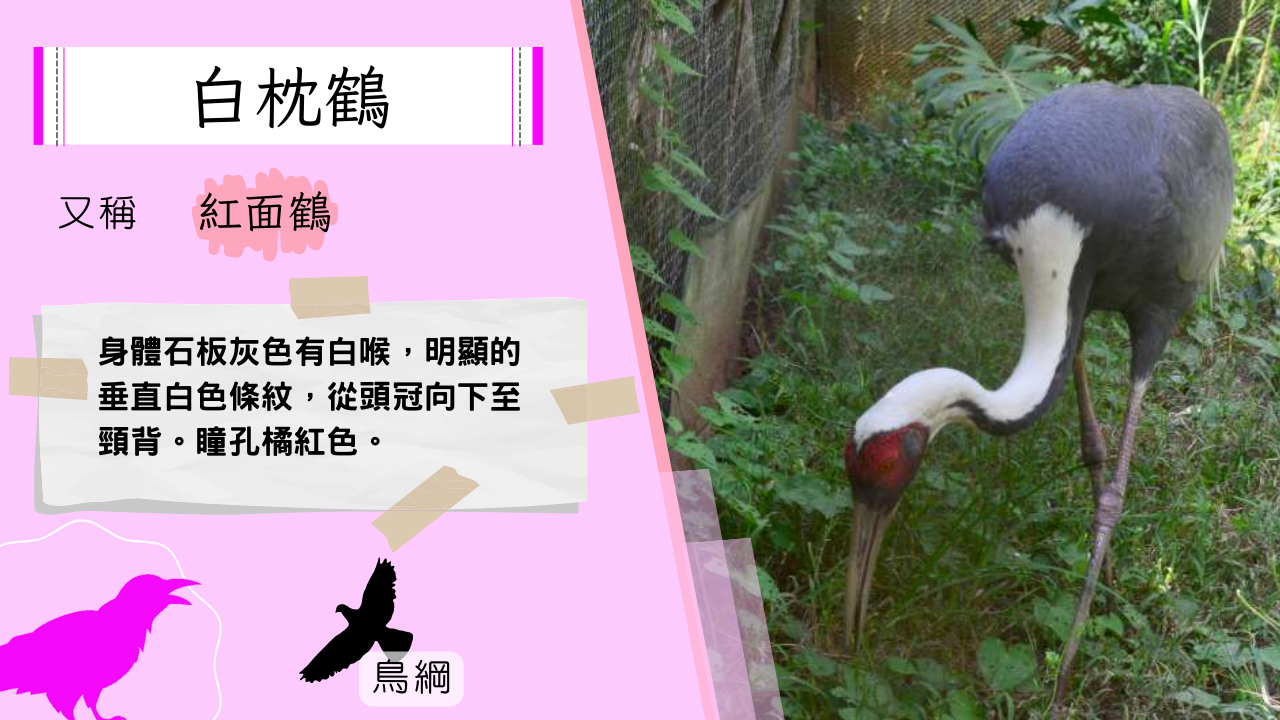 白枕鶴
又稱 紅面鶴
身體石板灰色有白喉，明顯的
垂直白色條紋，從頭冠向下至
頸背。瞳孔橘紅色。
鳥綱